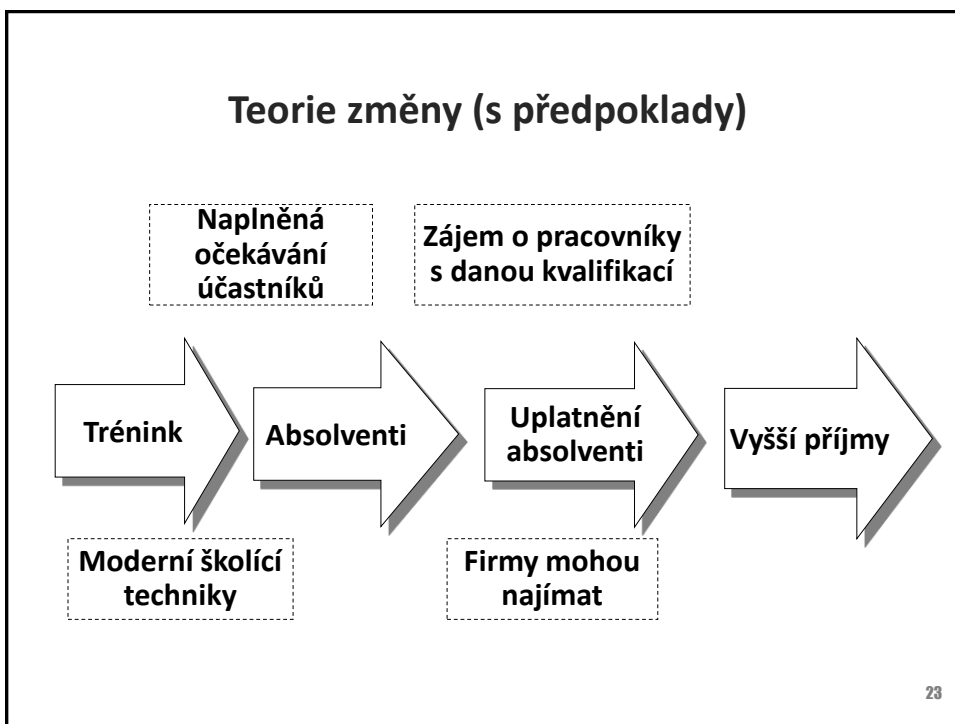 Teorie změny (s předpoklady)
Naplněná
očekávání
účastníků
Zájem o pracovníky
s danou kvalifikací
Trénink
Absolventi
Uplatnění
absolventi
Vyšší příjmy
Moderní školící
techniky
Firmy mohou
najímat
23